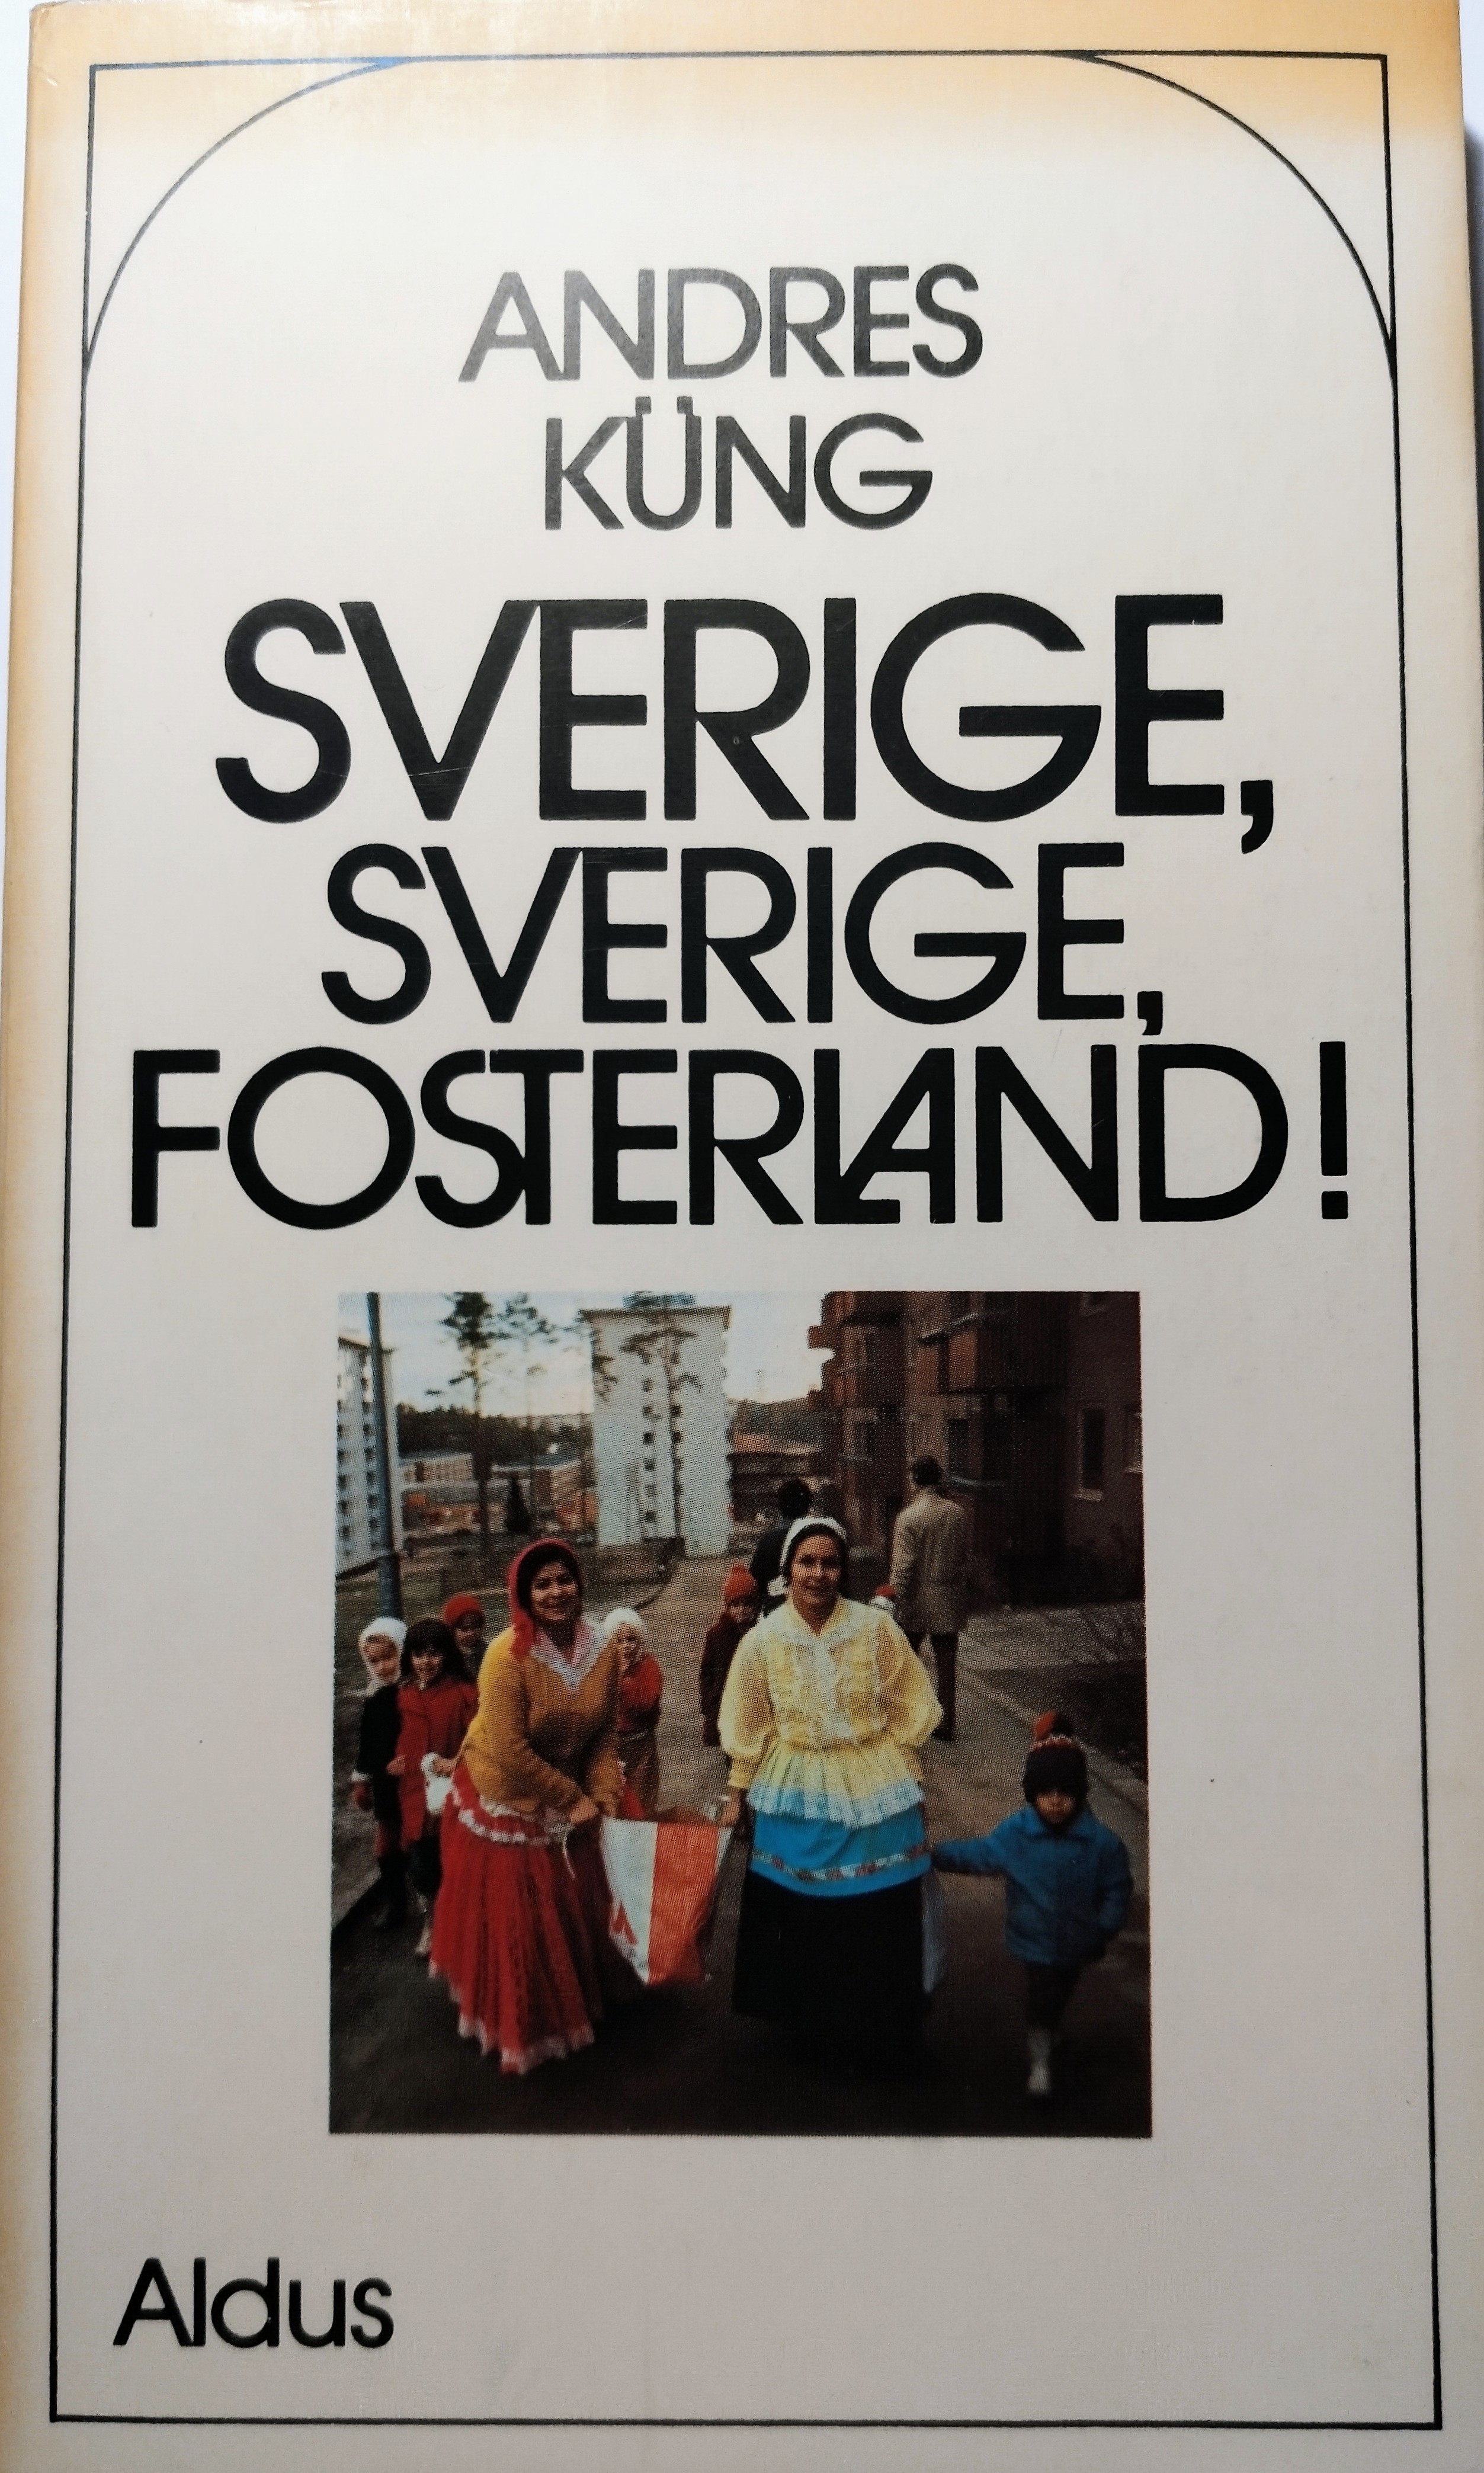 ANDRES
KÜNG
SVERIGE,
SVERIGE,
FOSTERLAND!
Aldus